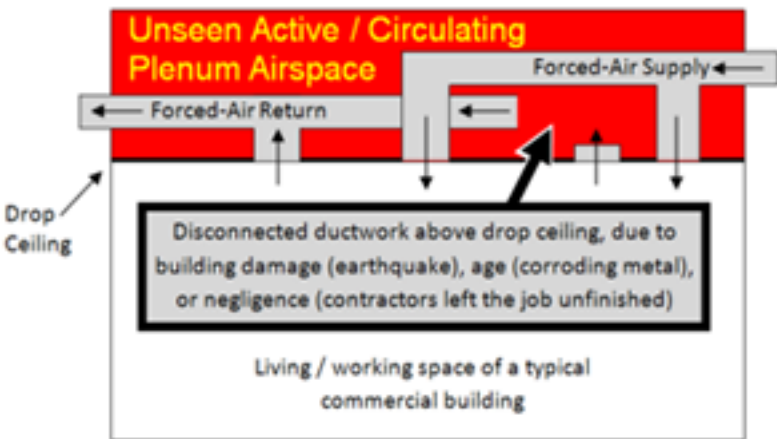 Unseen Active / Circulating
Plenum Airspace
Forced-Air Supply
Forced-Air Return
Drop
Ceiling
Disconnected ductwork above drop ceiling, due to
building damage (earthquake), age (corroding metal),
or negligence (contractors left the job unfinished)
Living / working space of a typical
commercial building